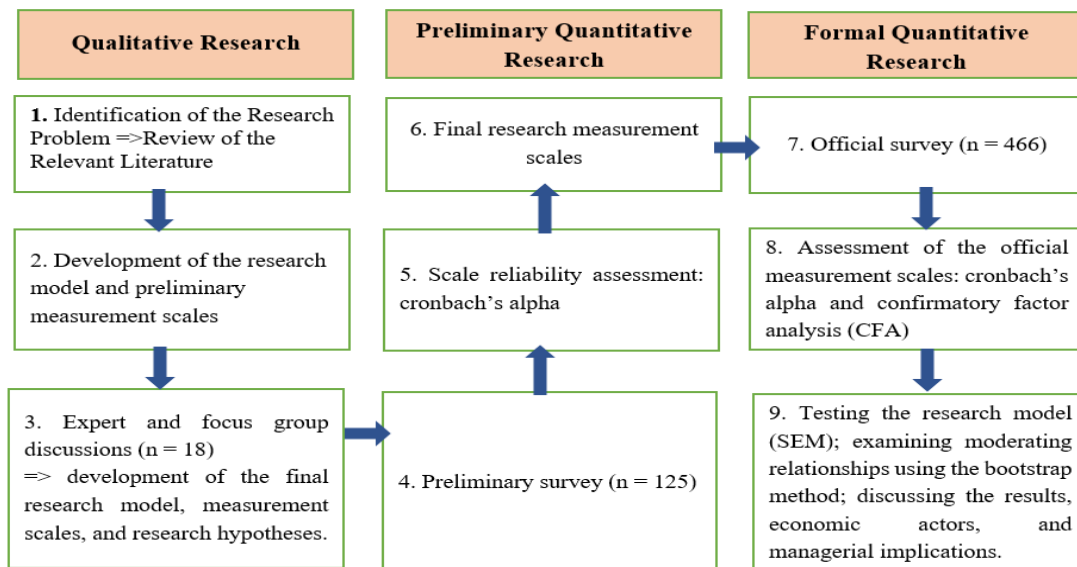 Qualitative Research
Preliminary Quantitative
Research
Formal Quantitative
Research
1. Identification of the Research
Problem =>Review of the
Relevant Literature
2. Development of the research
model and preliminary
measurement scales
3. Expert and focus group
discussions (n = 18)
=> development of the final
research model, measurement
scales, and research hypotheses.
4. Preliminary survey (n = 125)
5. Scale reliability assessment:
cronbach’s alpha
6. Final research measurement
scales
7. Official survey (n = 466)
8. Assessment of the official
measurement scales: cronbach’s
alpha and confirmatory factor
analysis (CFA)
9. Testing the research model
(SEM); examining moderating
relationships using the bootstrap
method; discussing the results,
economic actors, and
managerial implications.